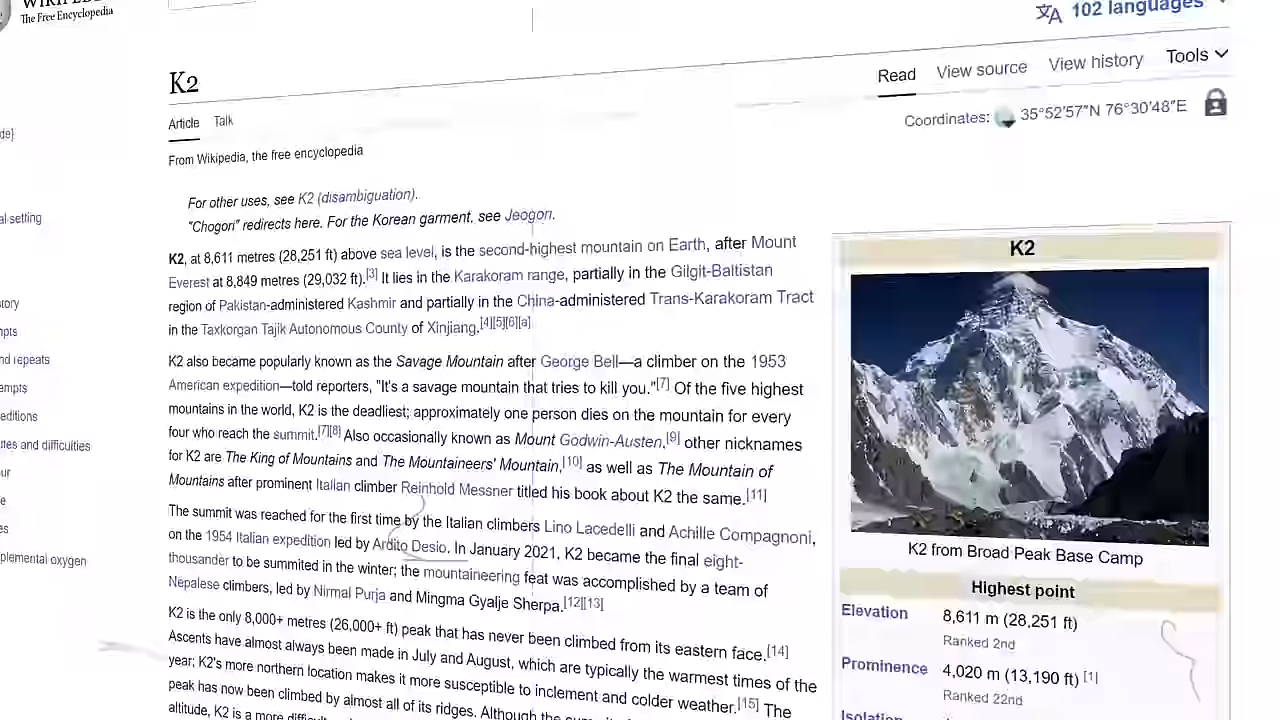 The Free Encyclopedia
102 languages
K2
Read View source View history Tools
Article Talk
Coordinates: 35°52′57″N 76°30′48″E
From Wikipedia, the free encyclopedia
For other uses, see K2 (disambiguation).
"Chogori" redirects here. For the Korean garment, see Jeogori.
K2, at 8,611 metres (28,251 ft) above sea level, is the second-highest mountain on Earth, after Mount
Everest at 8,849 metres (29,032 ft).[3] It lies in the Karakoram range, partially in the Gilgit-Baltistan
region of Pakistan-administered Kashmir and partially in the China-administered Trans-Karakoram Tract
in the Taxkorgan Tajik Autonomous County of Xinjiang.[4][5][6][a]
K2 also became popularly known as the Savage Mountain after George Bell—a climber on the 1953
American expedition—told reporters, "It's a savage mountain that tries to kill you."[7] Of the five highest
mountains in the world, K2 is the deadliest; approximately one person dies on the mountain for every
four who reach the summit.[7][8] Also occasionally known as Mount Godwin-Austen,[9] other nicknames
for K2 are The King of Mountains and The Mountaineers' Mountain,[10] as well as The Mountain of
Mountains after prominent Italian climber Reinhold Messner titled his book about K2 the same.[11]
The summit was reached for the first time by the Italian climbers Lino Lacedelli and Achille Compagnoni,
on the 1954 Italian expedition led by Ardito Desio. In January 2021, K2 became the final eight-
thousander to be summited in the winter; the mountaineering feat was accomplished by a team of
Nepalese climbers, led by Nirmal Purja and Mingma Gyalje Sherpa.[12][13]
K2 is the only 8,000+ metres (26,000+ ft) peak that has never been climbed from its eastern face.[14]
Ascents have almost always been made in July and August, which are typically the warmest times of the
year; K2's more northern location makes it more susceptible to inclement and colder weather.[15] The
peak has now been climbed by almost all of its ridges. Although the
altitude, K2 is a more
al setting
nd repeats
tes and difficulties
plemental oxygen
K2
K2 from Broad Peak Base Camp
Highest point
Elevation 8,611 m (28,251 ft)
Ranked 2nd
Prominence 4,020 m (13,190 ft) [1]
Ranked 22nd